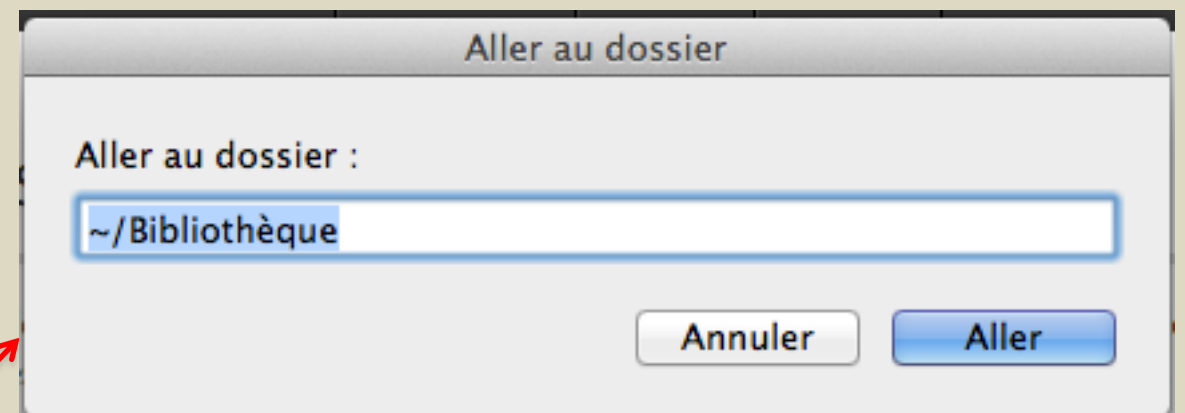 Aller au dossier
Aller au dossier :
~/Bibliothèque
Annuler Aller